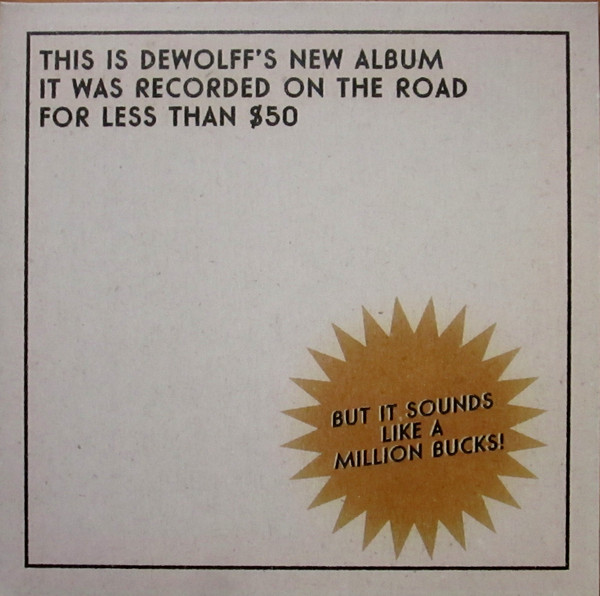 THIS IS DEWOLFF'S NEW ALBUM
IT WAS RECORDED ON THE ROAD
FOR LESS THAN $50
BUT IT SOUNDS
LIKE A
MILLION BUCKS!